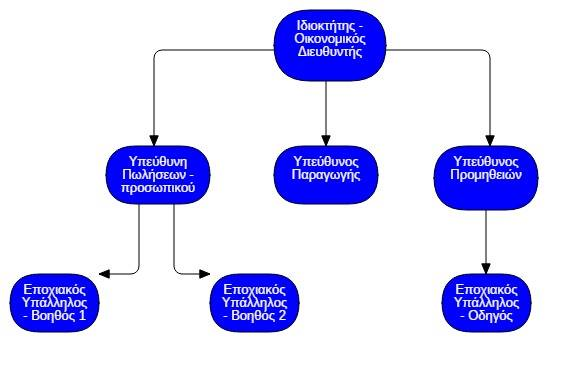 Ιδιοκτήτης -
Οικονομικός
Διευθυντής
Υπεύθυνη
Πωλήσεων -
προσωπικού
Υπεύθυνος
Παραγωγής
Υπεύθυνος
Προμηθειών
Εποχιακός
Υπάλληλος
- Βοηθός 1
Εποχιακός
Υπάλληλος
- Βοηθός 2
Εποχιακός
Υπάλληλος
- Οδηγός